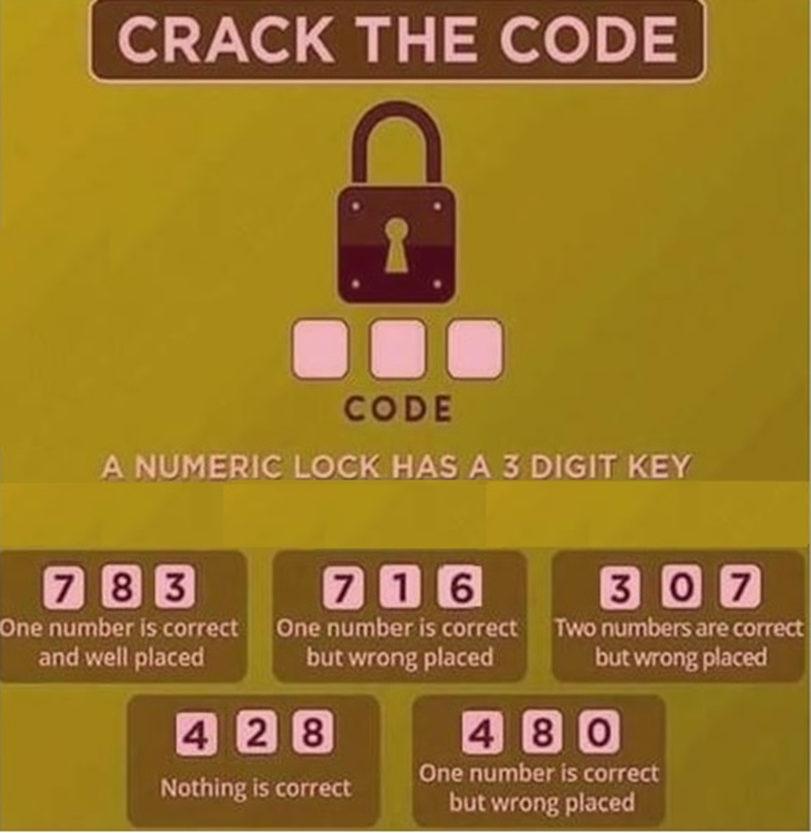 CRACK THE CODE
CODE
A NUMERIC LOCK HAS A 3 DIGIT KEY
7 8 3
One number is correct
and well placed
7 1 6
One number is correct
but wrong placed
3 0 7
Two numbers are correct
but wrong placed
4 2 8
Nothing is correct
4 8 0
One number is correct
but wrong placed